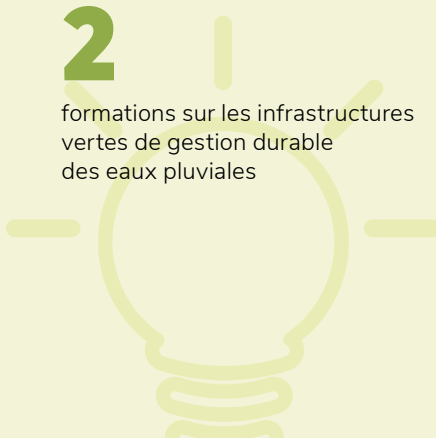 2
formations sur les infrastructures
vertes de gestion durable
des eaux pluviales